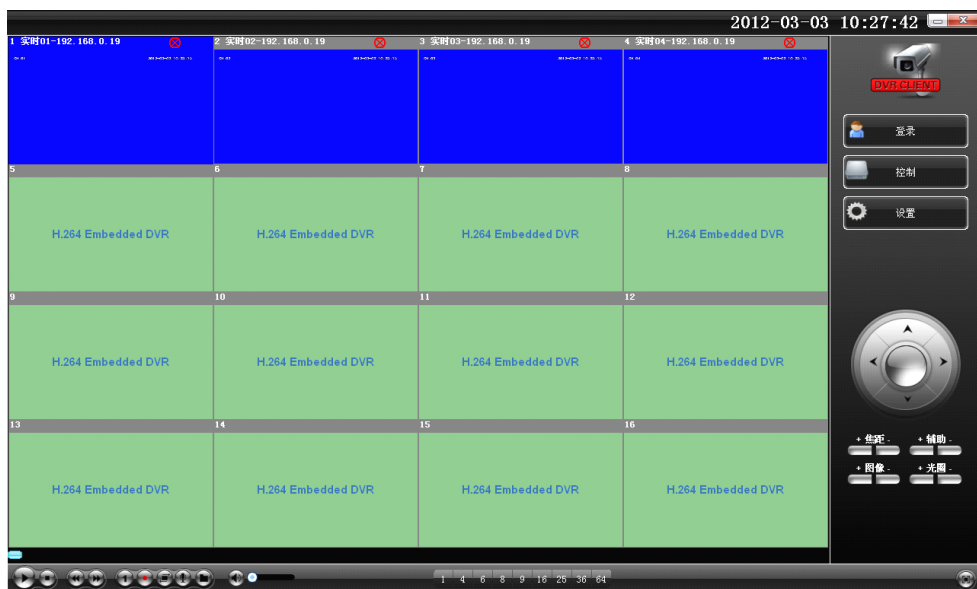 2012-03-03 10:27:42
1 实时01-192.168.0.19
2 实时02-192.168.0.19
3 实时03-192.168.0.19
4 实时04-192.168.0.19
DVR CLIENT
登录
控制
设置
5
6
7
8
H.264 Embedded DVR
H.264 Embedded DVR
H.264 Embedded DVR
H.264 Embedded DVR
9
10
11
12
H.264 Embedded DVR
H.264 Embedded DVR
H.264 Embedded DVR
H.264 Embedded DVR
13
14
15
16
H.264 Embedded DVR
H.264 Embedded DVR
H.264 Embedded DVR
H.264 Embedded DVR
+ 焦距 -
+ 辅助 -
+ 图像 -
+ 光圈 -
1 4 6 8 9 16 25 36 64